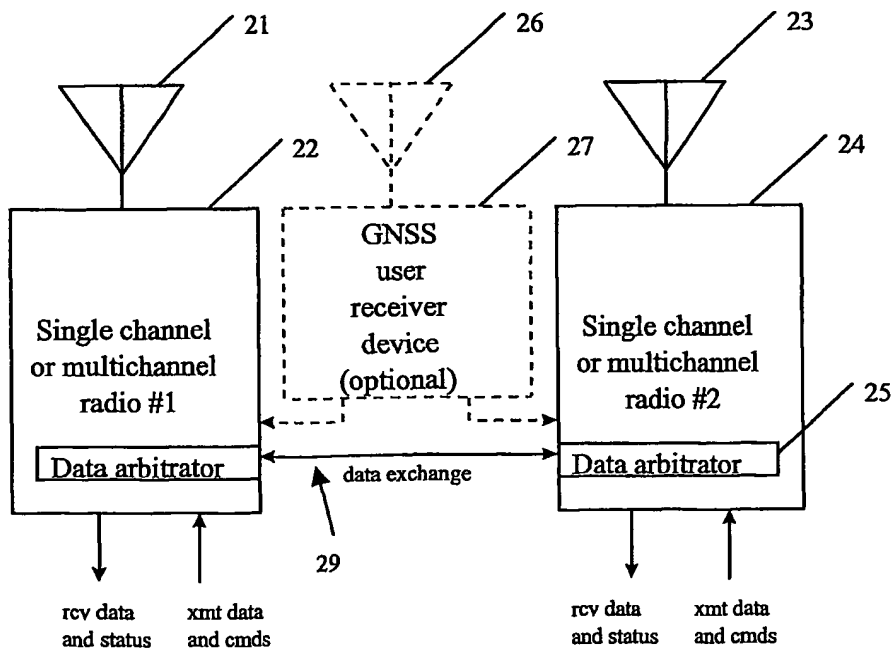 21
26
23
22
27
24
GNSS
user
receiver
device
(optional)
Single channel
or multichannel
radio #1
Single channel
or multichannel
radio #2
25
Data arbitrator
data exchange
Data arbitrator
29
rcv data
and status
xmt data
and cmds
rcv data
and status
xmt data
and cmds